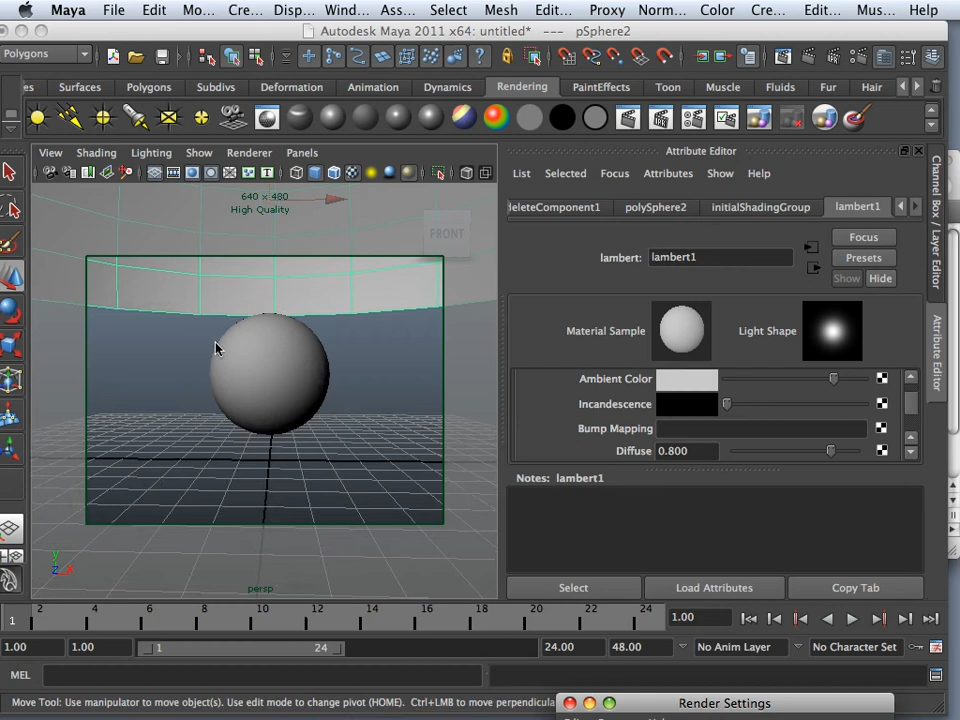 Maya File Edit Mo... Cre... Disp... Wind... Ass... Select Mesh Edit... Proxy Norm... Color Cre... Edit... Mus... Help
Autodesk Maya 2011 x64: untitled* --- pSphere2
Polygons
es Surfaces Polygons Subdivs Deformation Animation Dynamics Rendering PaintEffects Toon Muscle Fluids Fur Hair
View Shading Lighting Show Renderer Panels
640 x 480
High Quality
FRONT
persp
y
z x
Attribute Editor
List Selected Focus Attributes Show Help
deleteComponent1 polySphere2 initialShadingGroup lambert1
lambert: lambert1
Focus
Presets
Show Hide
Material Sample Light Shape
Ambient Color
Incandescence
Bump Mapping
Diffuse 0.800
Notes: lambert1
Select Load Attributes Copy Tab
Channel Box / Layer Editor
Attribute Editor
1 2 4 6 8 10 12 14 16 18 20 22 24 1.00
1.00 1.00 1 24 24.00 48.00 No Anim Layer No Character Set
MEL
Move Tool: Use manipulator to move object(s). Use edit mode to change pivot (HOME). Ctrl+LMB to move perpendicula
Render Settings